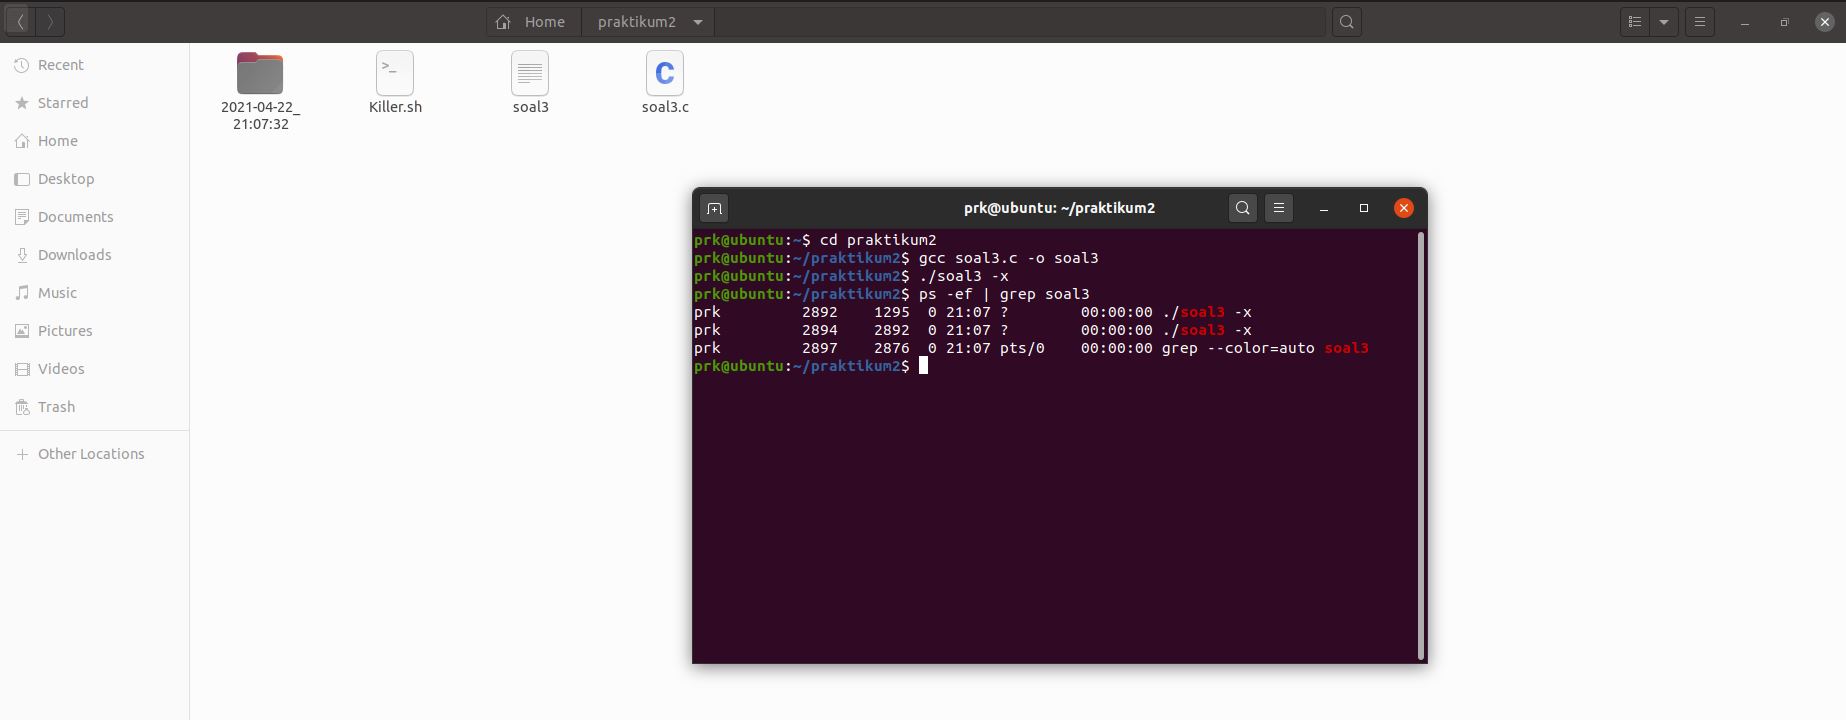 Home praktikum2
Recent
Starred
Home
Desktop
Documents
Downloads
Music
Pictures
Videos
Trash
Other Locations
2021-04-22_
21:07:32
>_
Killer.sh
soal3
C
soal3.c
prk@ubuntu: ~/praktikum2
prk@ubuntu:~$ cd praktikum2
prk@ubuntu:~/praktikum2$ gcc soal3.c -o soal3
prk@ubuntu:~/praktikum2$ ./soal3 -x
prk@ubuntu:~/praktikum2$ ps -ef | grep soal3
prk         2892    1295  0 21:07 ?        00:00:00 ./soal3 -x
prk         2894    2892  0 21:07 ?        00:00:00 ./soal3 -x
prk         2897    2876  0 21:07 pts/0    00:00:00 grep --color=auto soal3
prk@ubuntu:~/praktikum2$